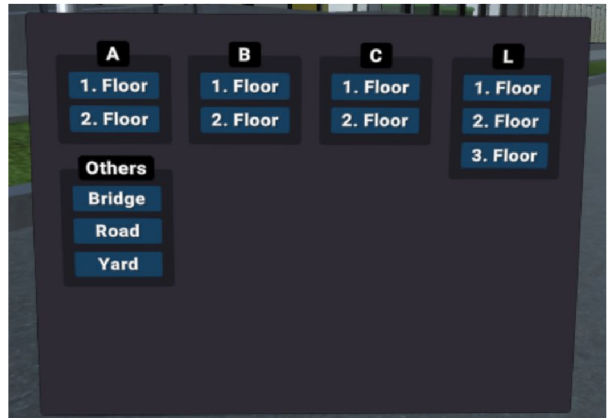 A
1. Floor
2. Floor
B
1. Floor
2. Floor
C
1. Floor
2. Floor
L
1. Floor
2. Floor
3. Floor
Others
Bridge
Road
Yard